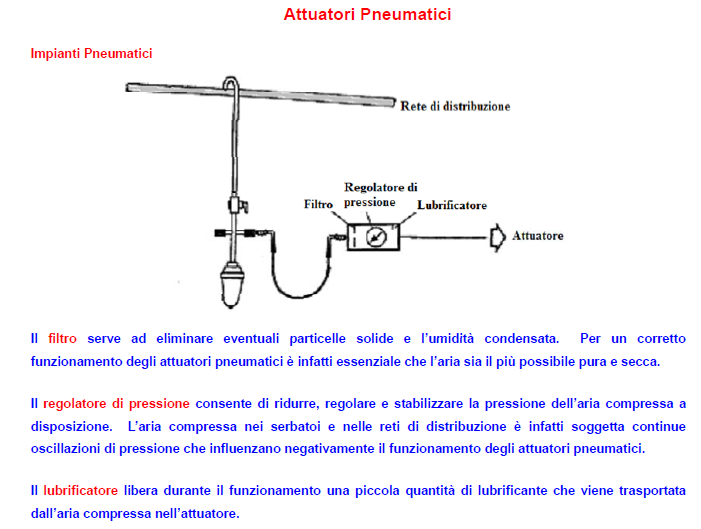 Attuatori Pneumatici
Impianti Pneumatici
Rete di distribuzione
Regolatore di
Filtro pressione Lubrificatore
Attuatore
Il filtro serve ad eliminare eventuali particelle solide e l'umidità condensata. Per un corretto
funzionamento degli attuatori pneumatici è infatti essenziale che l'aria sia il più possibile pura e secca.
Il regolatore di pressione consente di ridurre, regolare e stabilizzare la pressione dell'aria compressa a
disposizione. L'aria compressa nei serbatoi e nelle reti di distribuzione è infatti soggetta continue
oscillazioni di pressione che influenzano negativamente il funzionamento degli attuatori pneumatici.
Il lubrificatore libera durante il funzionamento una piccola quantità di lubrificante che viene trasportata
dall'aria compressa nell'attuatore.